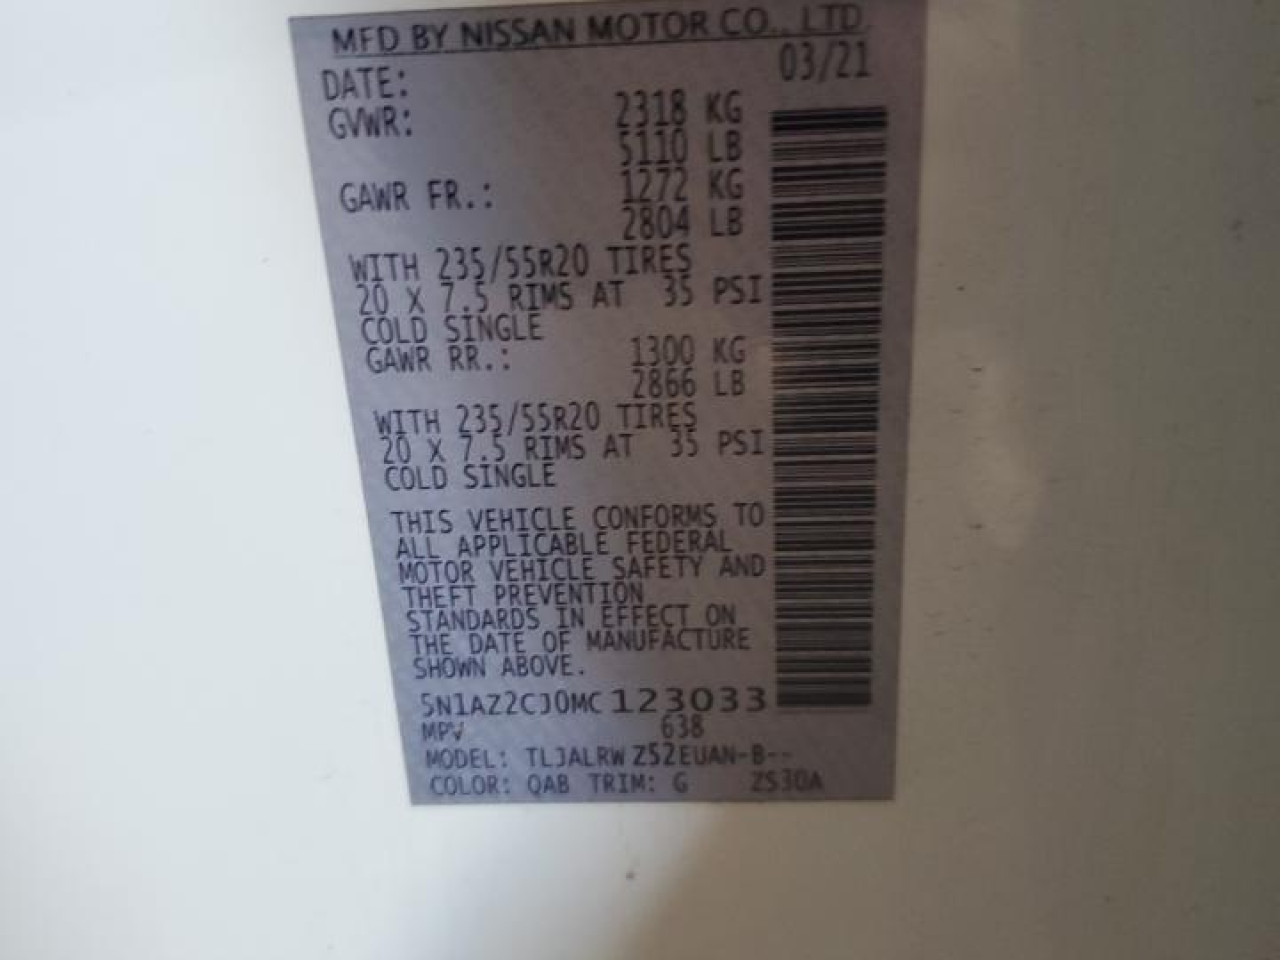 MFD BY NISSAN MOTOR CO., LTD.
DATE: 03/21
GVWR: 2318 KG
5110 LB
GAWR FR.: 1272 KG
2804 LB
WITH 235/55R20 TIRES
20 X 7.5 RIMS AT 35 PSI
COLD SINGLE
GAWR RR.: 1300 KG
2866 LB
WITH 235/55R20 TIRES
20 X 7.5 RIMS AT 35 PSI
COLD SINGLE
THIS VEHICLE CONFORMS TO
ALL APPLICABLE FEDERAL
MOTOR VEHICLE SAFETY AND
THEFT PREVENTION
STANDARDS IN EFFECT ON
THE DATE OF MANUFACTURE
SHOWN ABOVE.
5N1AZ2CJ0MC123033
MPV 638
MODEL: TLJALRW Z52EUAN-B--
COLOR: QAB TRIM: G ZS30A